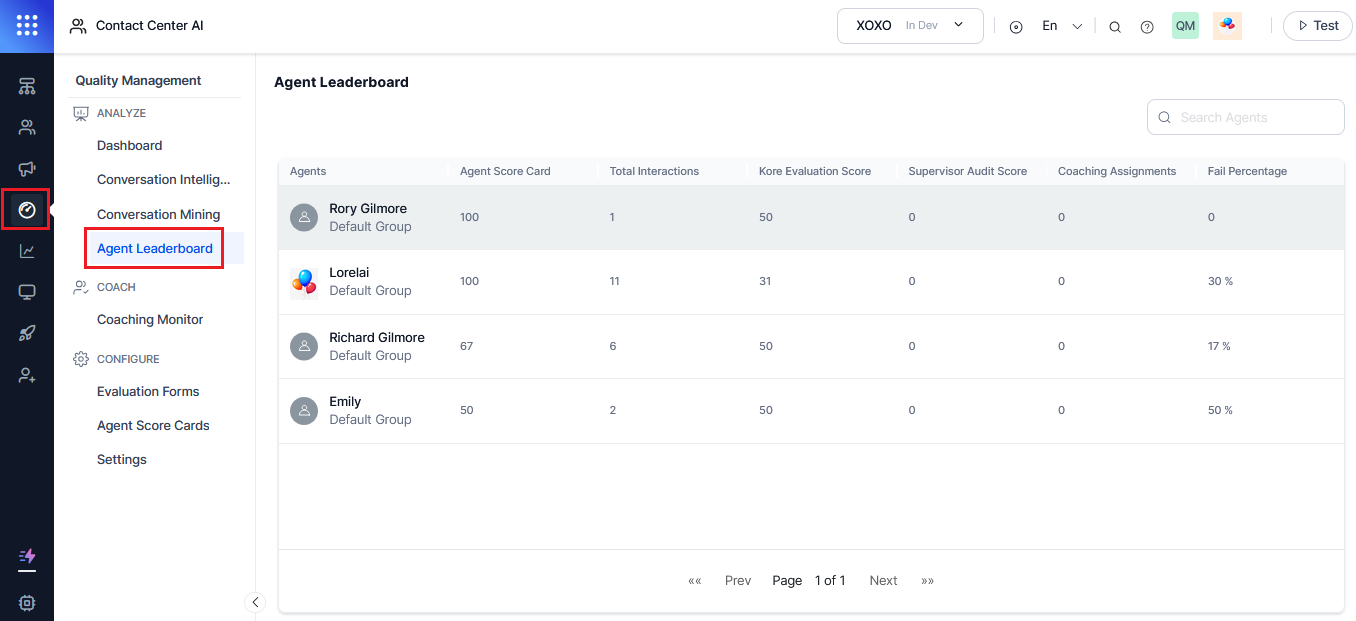 Contact Center AI
XOXO In Dev
En
QM
Test
Quality Management
ANALYZE
Dashboard
Conversation Intellig...
Conversation Mining
Agent Leaderboard
COACH
Coaching Monitor
CONFIGURE
Evaluation Forms
Agent Score Cards
Settings
Agent Leaderboard
Search Agents
Agents Agent Score Card Total Interactions Kore Evaluation Score Supervisor Audit Score Coaching Assignments Fail Percentage
Rory Gilmore
Default Group
100 1 50 0 0 0
Lorelai
Default Group
100 11 31 0 0 30 %
Richard Gilmore
Default Group
67 6 50 0 0 17 %
Emily
Default Group
50 2 50 0 0 50 %
«« Prev Page 1 of 1 Next »»